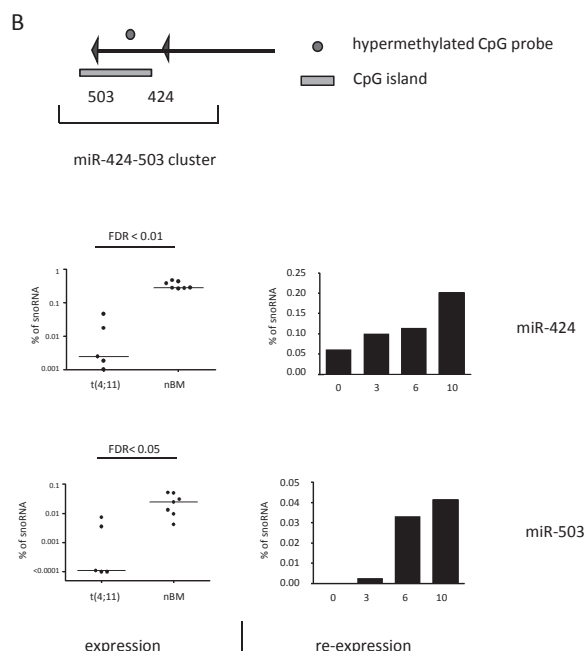 B
hypermethylated CpG probe
CpG island
503 424
miR-424-503 cluster
FDR < 0.01
% of snoRNA
1
0.1
0.01
0.001
t(4;11) nBM
% of snoRNA
0.25
0.20
0.15
0.10
0.05
0.00
0 3 6 10
miR-424
FDR< 0.05
% of snoRNA
0.1
0.01
0.001
<0.0001
t(4;11) nBM
% of snoRNA
0.05
0.04
0.03
0.02
0.01
0.00
0 3 6 10
miR-503
expression re-expression